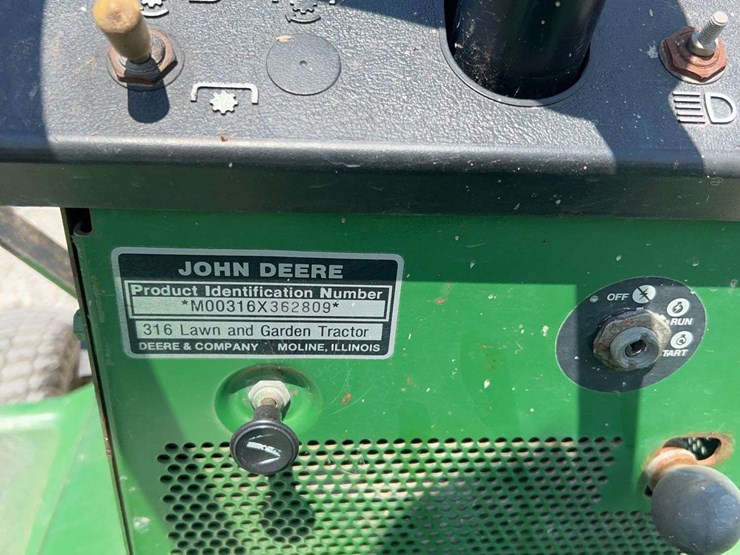 JOHN DEERE
Product Identification Number
*M00316X362809*
316 Lawn and Garden Tractor
DEERE & COMPANY MOLINE, ILLINOIS
OFF
RUN
TART